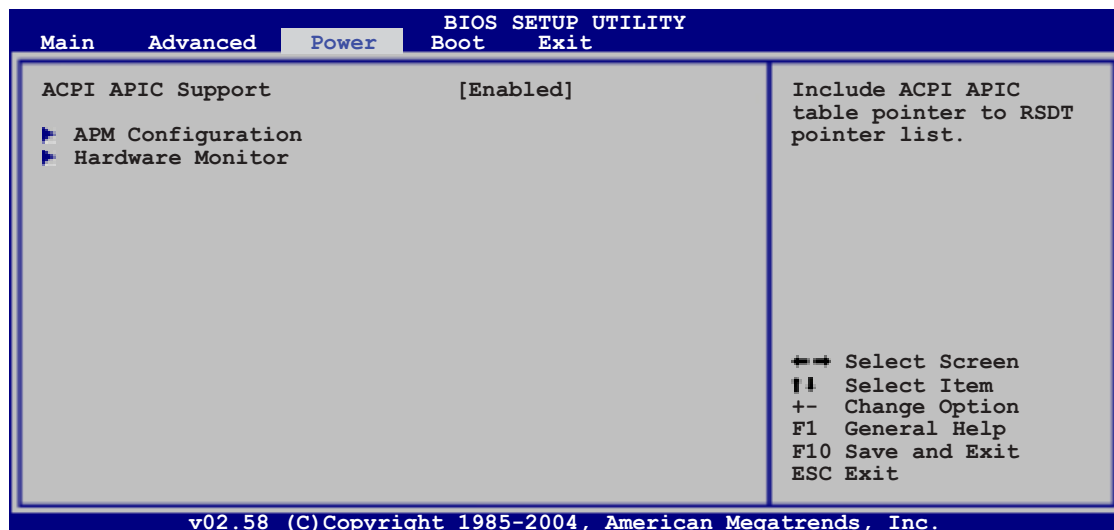 BIOS SETUP UTILITY
Main Advanced Power Boot Exit
ACPI APIC Support [Enabled]
APM Configuration
Hardware Monitor
Include ACPI APIC
table pointer to RSDT
pointer list.
Select Screen
Select Item
+- Change Option
F1 General Help
F10 Save and Exit
ESC Exit
v02.58 (C)Copyright 1985-2004, American Megatrends, Inc.